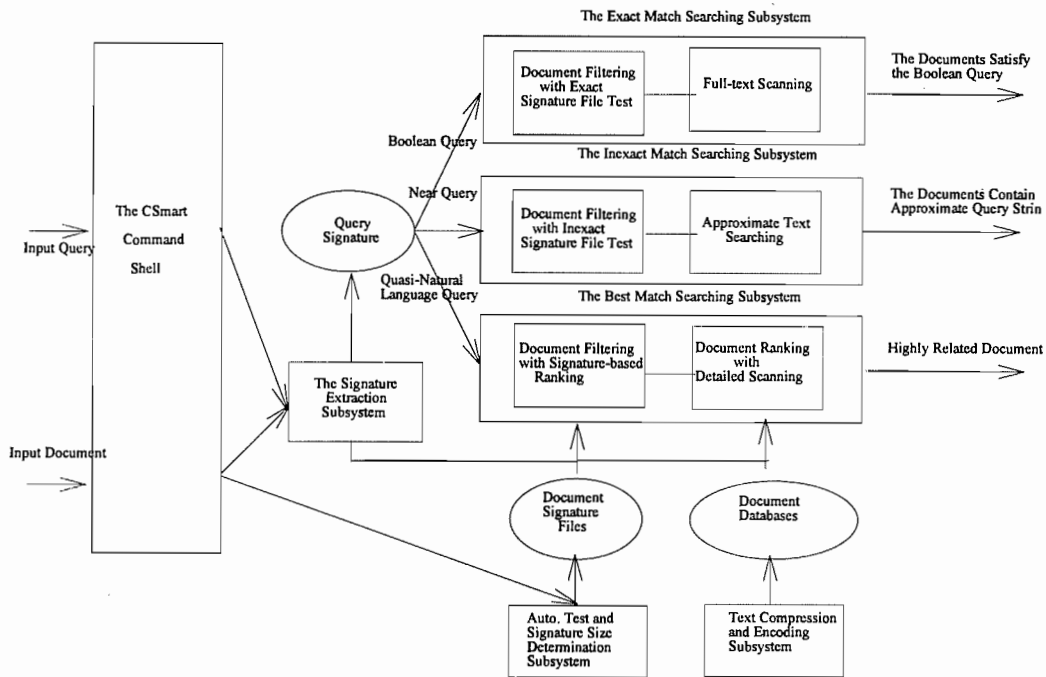 The Exact Match Searching Subsystem
Document Filtering
with Exact
Signature File Test
Full-text Scanning
The Documents Satisfy
the Boolean Query
Boolean Query
The Inexact Match Searching Subsystem
Near Query
The CSmart
Command
Shell
Input Query
Query
Signature
Document Filtering
with Inexact
Signature File Test
Approximate Text
Searching
The Documents Contain
Approximate Query Strin
Quasi-Natural
Language Query
The Best Match Searching Subsystem
Document Filtering
with Signature-based
Ranking
Document Ranking
with
Detailed Scanning
Highly Related Document
The Signature
Extraction
Subsystem
Input Document
Document
Signature
Files
Document
Databases
Auto. Test and
Signature Size
Determination
Subsystem
Text Compression
and Encoding
Subsystem